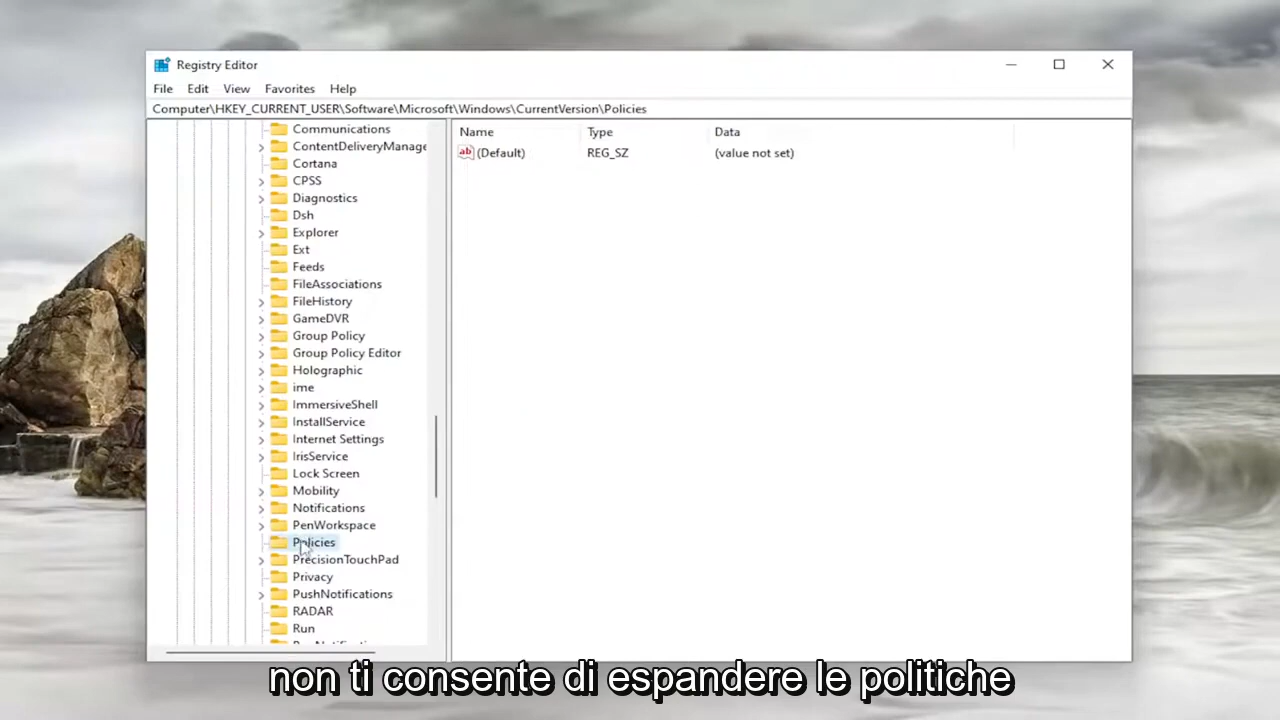 Registry Editor
File Edit View Favorites Help
Computer\HKEY_CURRENT_USER\Software\Microsoft\Windows\CurrentVersion\Policies
Name Type Data
(Default) REG_SZ (value not set)
Communications
ContentDeliveryManage
Cortana
CPSS
Diagnostics
Dsh
Explorer
Ext
Feeds
FileAssociations
FileHistory
GameDVR
Group Policy
Group Policy Editor
Holographic
ime
ImmersiveShell
InstallService
Internet Settings
IrisService
Lock Screen
Mobility
Notifications
PenWorkspace
Policies
PrecisionTouchPad
Privacy
PushNotifications
RADAR
Run
non ti consente di espandere le politiche